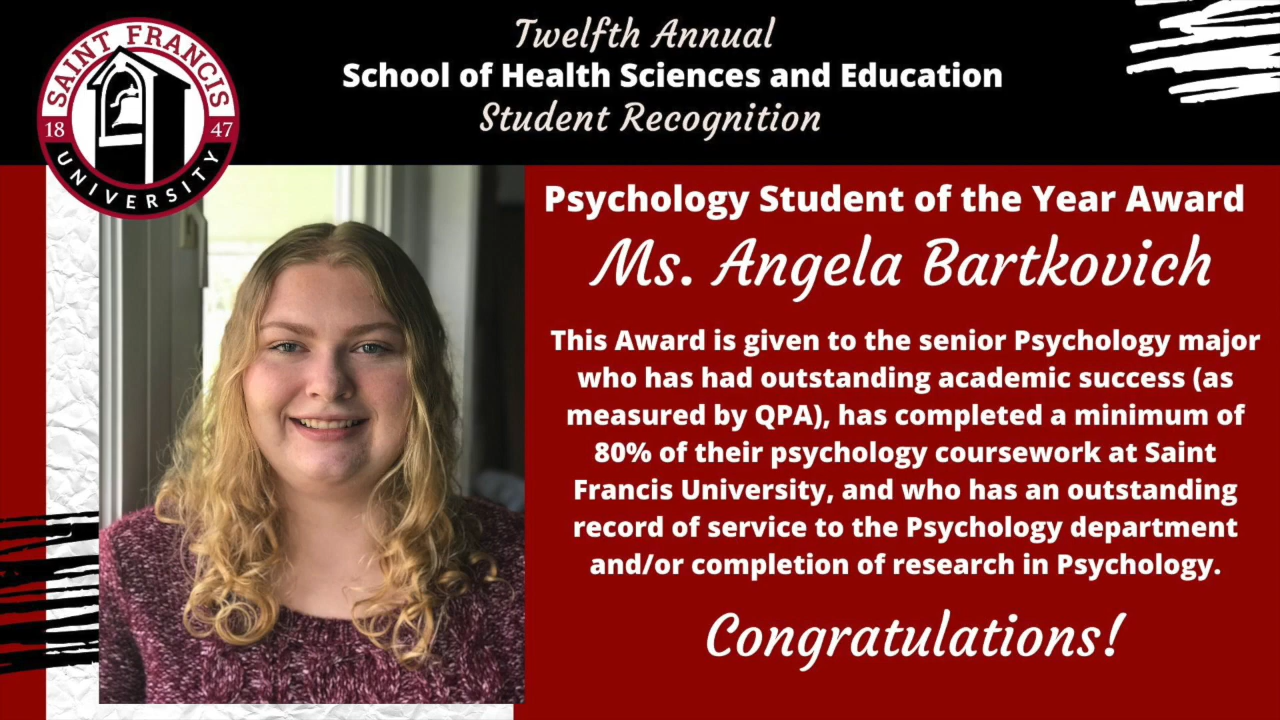 Twelfth Annual
School of Health Sciences and Education
Student Recognition
SAINT FRANCIS
18 47
UNIVERSITY
Psychology Student of the Year Award
Ms. Angela Bartkovich
This Award is given to the senior Psychology major
who has had outstanding academic success (as
measured by QPA), has completed a minimum of
80% of their psychology coursework at Saint
Francis University, and who has an outstanding
record of service to the Psychology department
and/or completion of research in Psychology.
Congratulations!